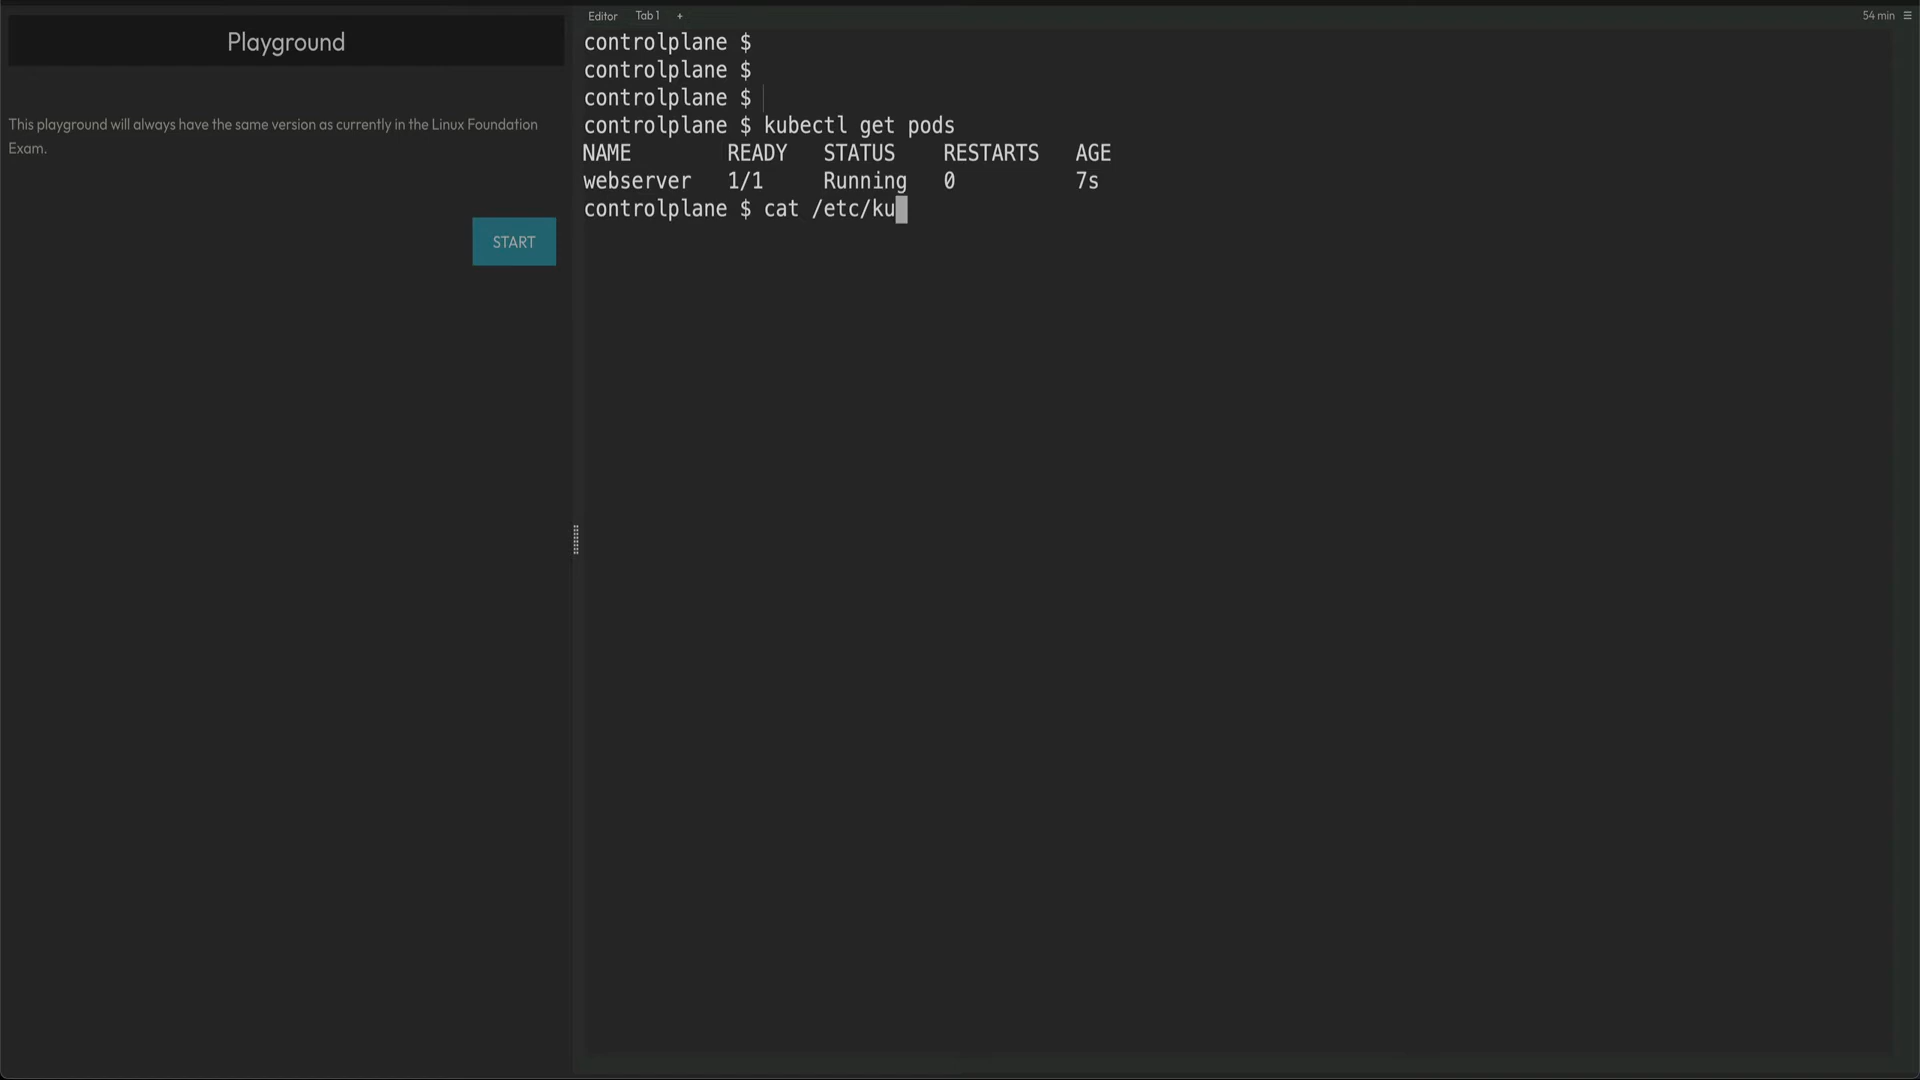 Playground
This playground will always have the same version as currently in the Linux Foundation
Exam.
START
Editor Tab 1 +
54 min
controlplane $
controlplane $
controlplane $
controlplane $ kubectl get pods
NAME READY STATUS RESTARTS AGE
webserver 1/1 Running 0 7s
controlplane $ cat /etc/ku